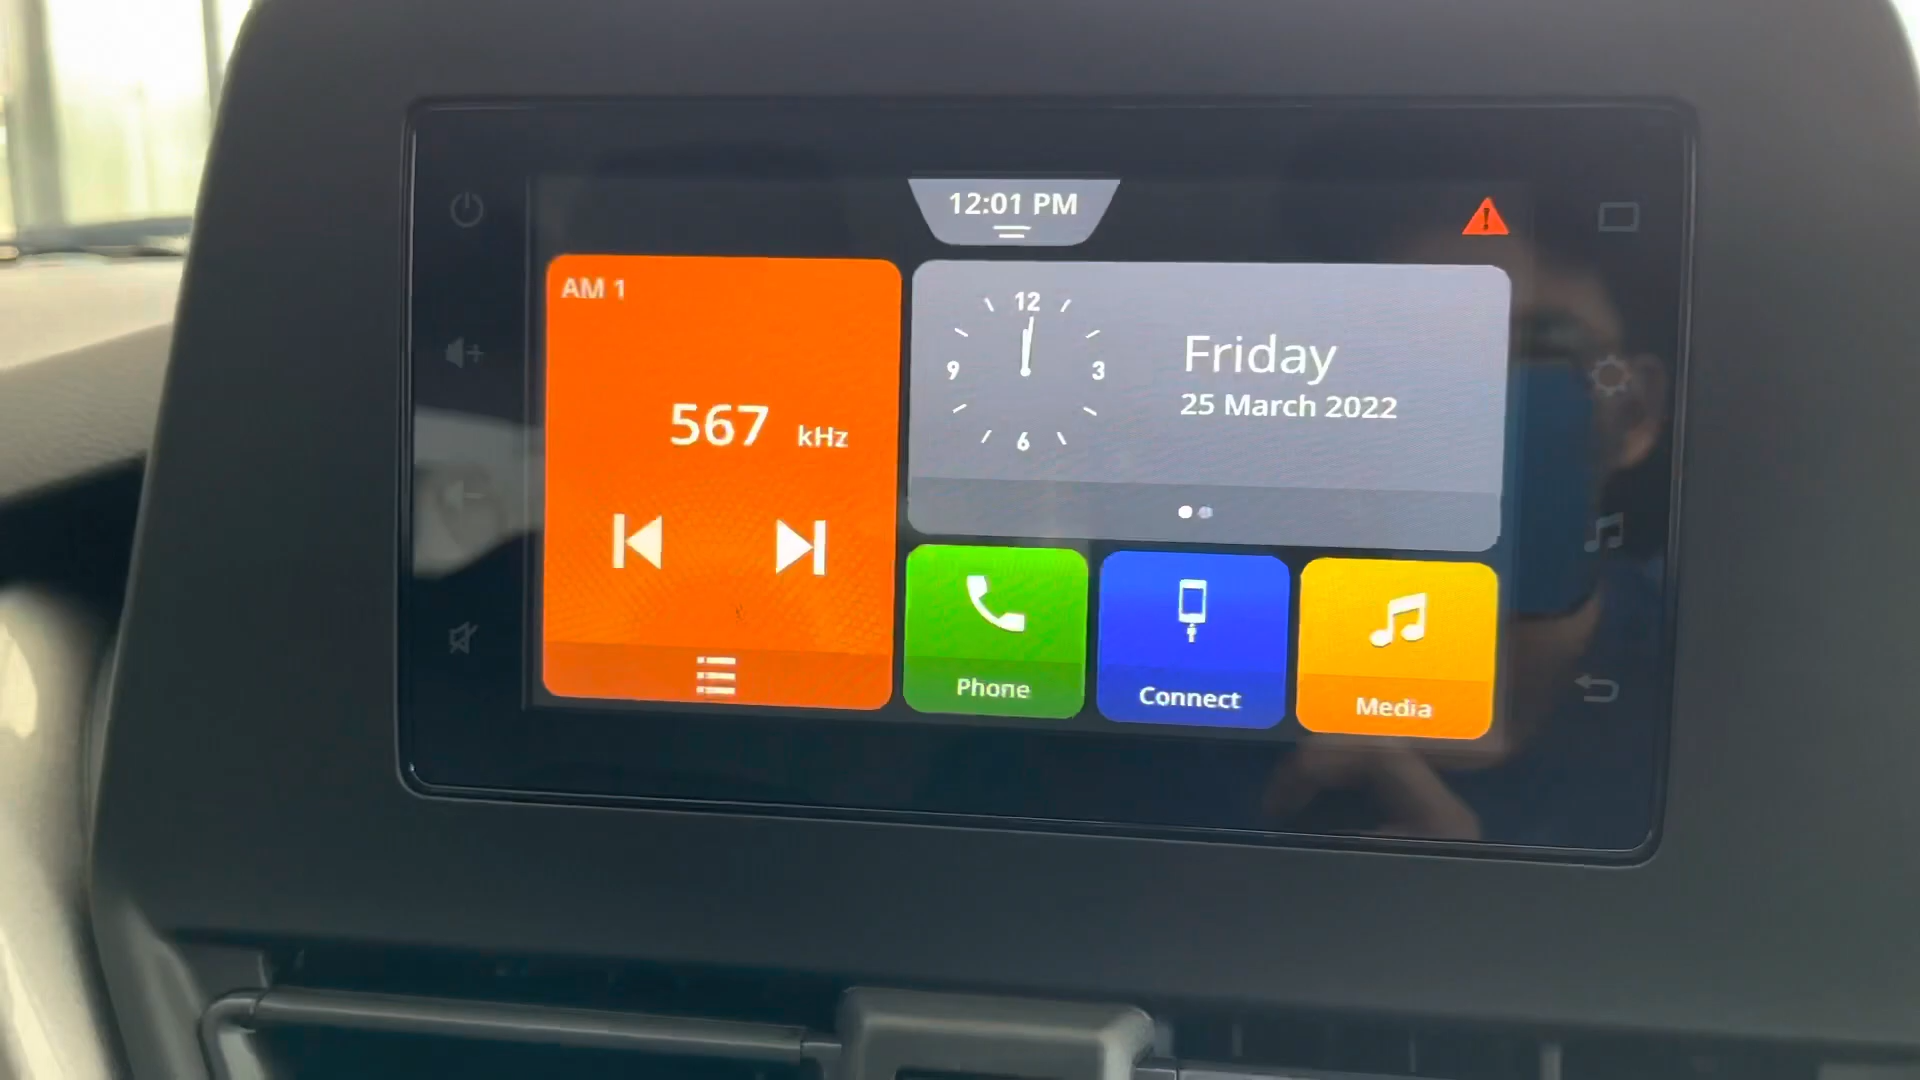 12:01 PM
AM 1
567 kHz
12
9
3
6
Friday
25 March 2022
Phone
Connect
Media